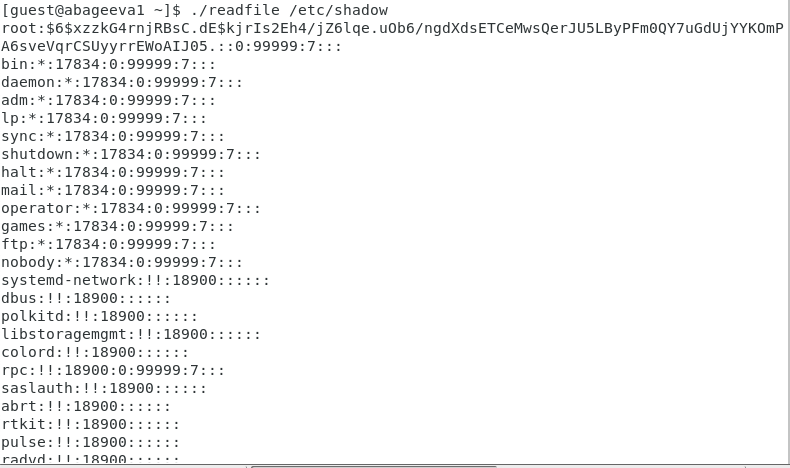 [guest@abageeva1 ~]$ ./readfile /etc/shadow
root:$6$xzzkG4rnjRBsC.dE$kjrIs2Eh4/jZ6lqe.uOb6/ngdXdsETCeMwsQerJU5LByPFm0QY7uGdUjYYKOmP
A6sveVqrCSUyyrrEWoAIJ05.::0:99999:7:::
bin:*:17834:0:99999:7:::
daemon:*:17834:0:99999:7:::
adm:*:17834:0:99999:7:::
lp:*:17834:0:99999:7:::
sync:*:17834:0:99999:7:::
shutdown:*:17834:0:99999:7:::
halt:*:17834:0:99999:7:::
mail:*:17834:0:99999:7:::
operator:*:17834:0:99999:7:::
games:*:17834:0:99999:7:::
ftp:*:17834:0:99999:7:::
nobody:*:17834:0:99999:7:::
systemd-network:!!:18900::::::
dbus:!!:18900::::::
polkitd:!!:18900::::::
libstoragemgmt:!!:18900::::::
colord:!!:18900::::::
rpc:!!:18900:0:99999:7:::
saslauth:!!:18900::::::
abrt:!!:18900::::::
rtkit:!!:18900::::::
pulse:!!:18900::::::
radvd:!!:18900::::::